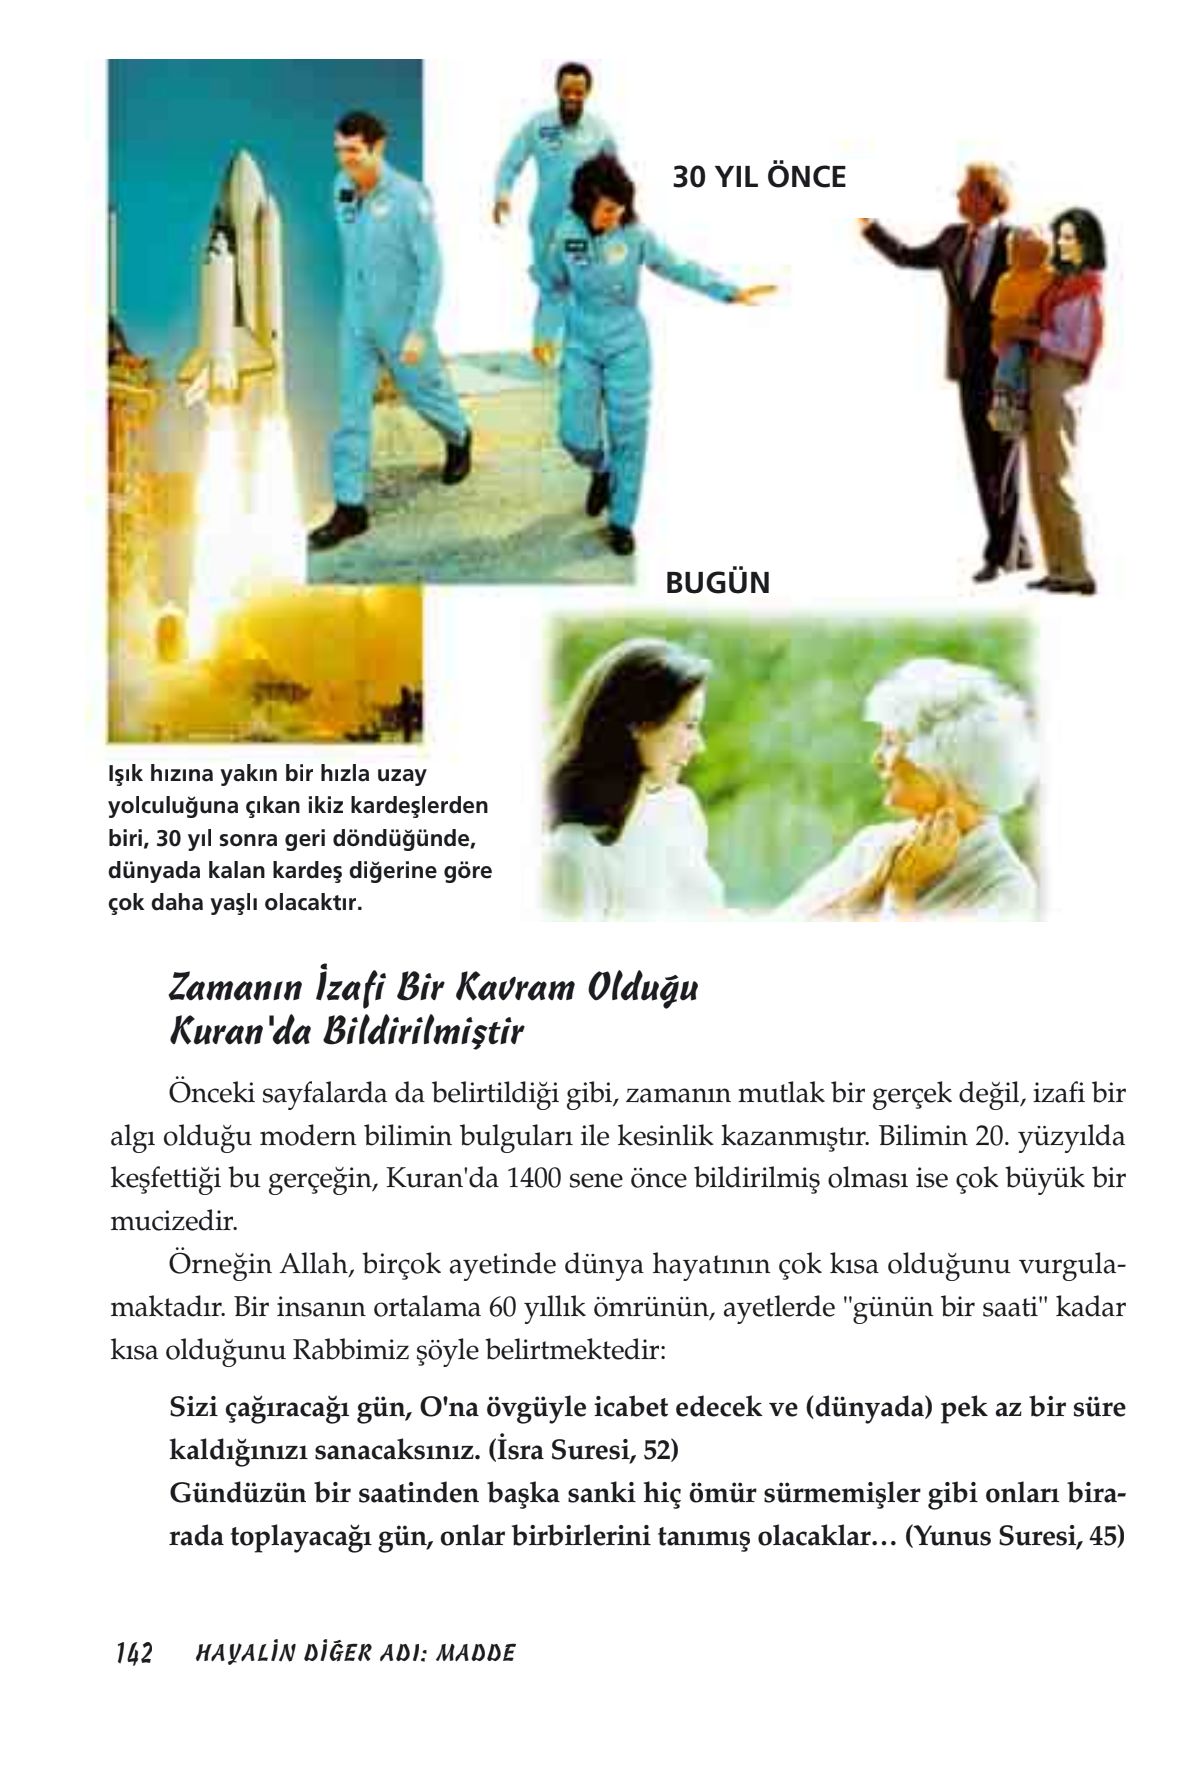 30 YIL ÖNCE
BUGÜN
Işık hızına yakın bir hızla uzay
yolculuğuna çıkan ikiz kardeşlerden
biri, 30 yıl sonra geri döndüğünde,
dünyada kalan kardeş diğerine göre
çok daha yaşlı olacaktır.
Zamanın İzafi Bir Kavram Olduğu
Kuran'da Bildirilmiştir
Önceki sayfalarda da belirtildiği gibi, zamanın mutlak bir gerçek değil, izafi bir
algı olduğu modern bilimin bulguları ile kesinlik kazanmıştır. Bilimin 20. yüzyılda
keşfettiği bu gerçeğin, Kuran'da 1400 sene önce bildirilmiş olması ise çok büyük bir
mucizedir.
Örneğin Allah, birçok ayetinde dünya hayatının çok kısa olduğunu vurgula-
maktadır. Bir insanın ortalama 60 yıllık ömrünün, ayetlerde "günün bir saati" kadar
kısa olduğunu Rabbimiz şöyle belirtmektedir:
Sizi çağıracağı gün, O'na övgüyle icabet edecek ve (dünyada) pek az bir süre
kaldığınızı sanacaksınız. (İsra Suresi, 52)
Gündüzün bir saatinden başka sanki hiç ömür sürmemişler gibi onları bira-
rada toplayacağı gün, onlar birbirlerini tanımış olacaklar… (Yunus Suresi, 45)
142 HAYALİN DİĞER ADI: MADDE